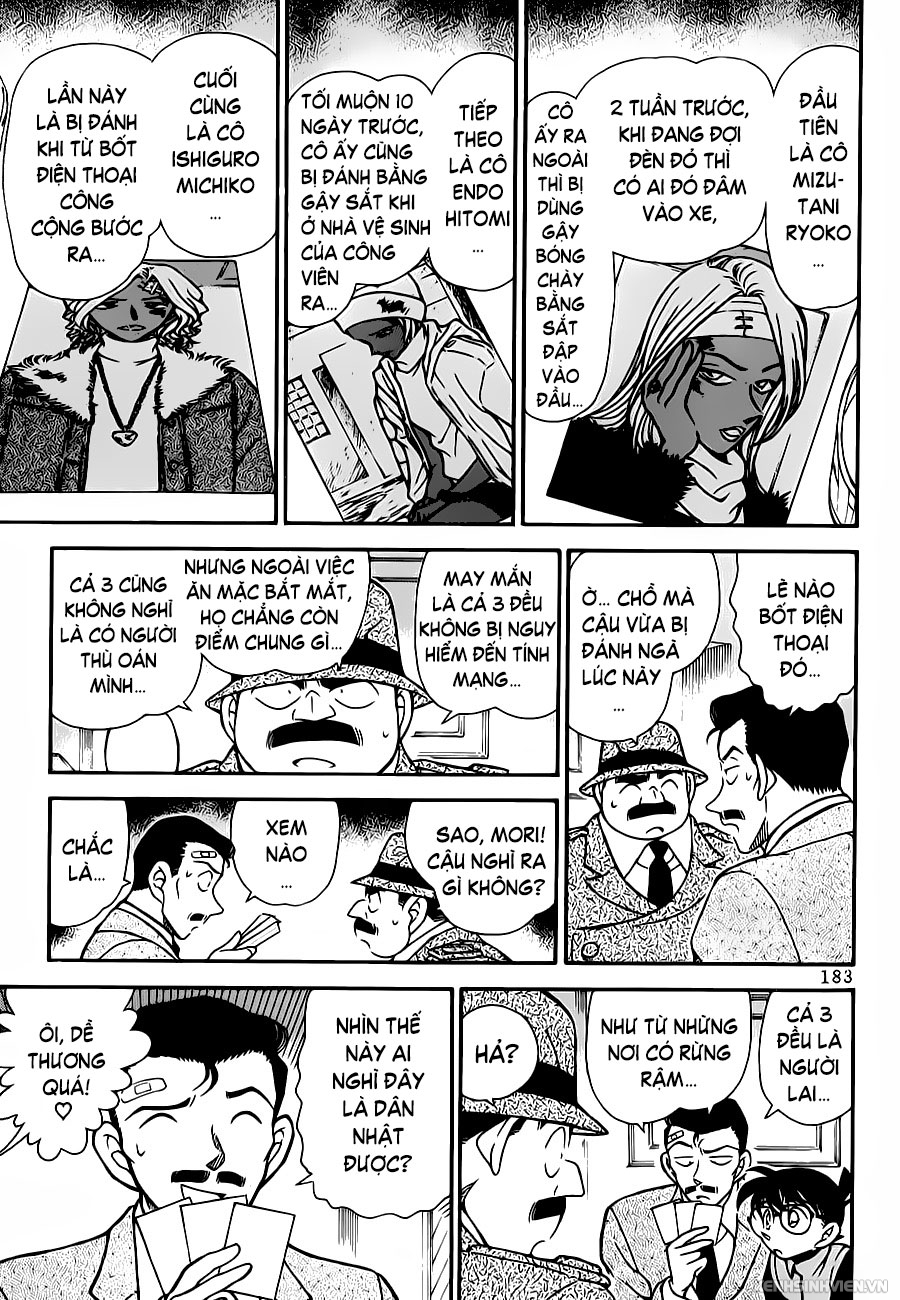 ĐẦU
TIÊN LÀ CÔ
MIZU-
TANI
RYOKO...
2 TUẦN TRƯỚC,
KHI ĐANG ĐỢI
ĐÈN ĐỎ THÌ
CÓ AI ĐÓ ĐÂM
VÀO XE,
CÔ
ẤY RA
NGOÀI
THÌ BỊ
DÙNG
GẬY
BÓNG
CHÀY
BẰNG
SẮT
ĐẬP
VÀO
ĐẦU...
TIẾP
THEO
LÀ CÔ
ENDO
HITOMI
...
TỐI MUỘN 10
NGÀY TRƯỚC,
CÔ ẤY CŨNG
BỊ ĐÁNH BẰNG
GẬY SẮT KHI
Ở NHÀ VỆ SINH
CỦA CÔNG
VIÊN
RA...
CUỐI
CÙNG
LÀ CÔ
ISHIGURO
MICHIKO
...
LẦN NÀY
LÀ BỊ ĐÁNH
KHI TỪ BỐT
ĐIỆN THOẠI
CÔNG
CỘNG BƯỚC
RA...
LẼ NÀO
BỐT ĐIỆN
THOẠI
ĐÓ...
Ờ... CHỖ MÀ
CẬU VỪA BỊ
ĐÁNH NGÃ
LÚC NÃY
...
MAY MẮN
LÀ CẢ 3 ĐỀU
KHÔNG BỊ NGUY
HIỂM ĐẾN TÍNH
MẠNG...
NHƯNG NGOÀI VIỆC
ĂN MẶC BẮT MẮT,
HỌ CHẲNG CÒN
ĐIỂM CHUNG GÌ...
CẢ 3 CŨNG
KHÔNG NGHĨ
LÀ CÓ NGƯỜI
THÙ OÁN
MÌNH...
SAO, MORI!
CẬU NGHĨ RA
GÌ KHÔNG?
XEM
NÀO
...
CHẮC
LÀ...
183
CẢ 3
ĐỀU LÀ
NGƯỜI
LAI...
NHƯ TỪ NHỮNG
NƠI CÓ RỪNG
RẬM...
HẢ?
NHÌN THẾ
NÀY AI
NGHĨ ĐÂY
LÀ DÂN
NHẬT
ĐƯỢC?
ÔI, DỄ
THƯƠNG
QUÁ!
♡
KENHSINHVIEN.VN